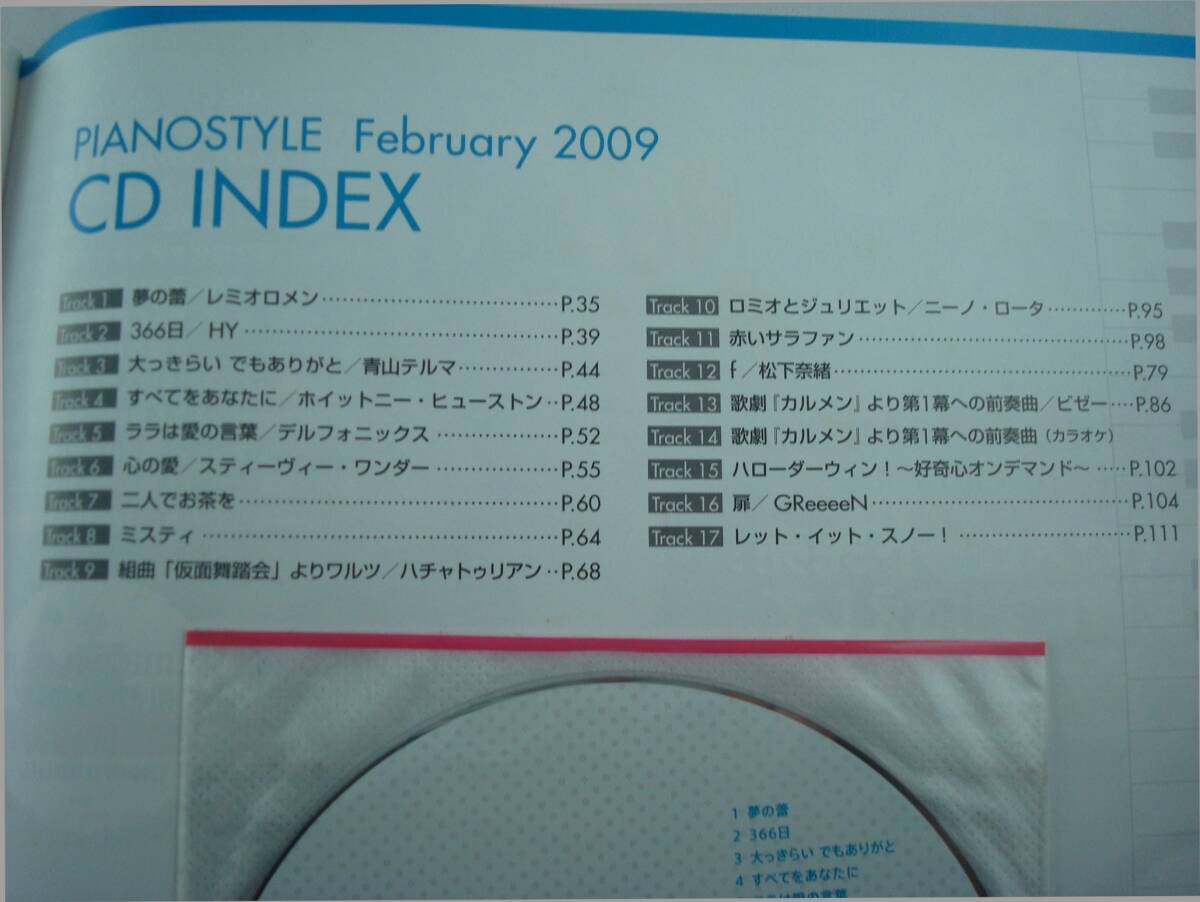 PIANOSTYLE February 2009
CD INDEX
Track 1 夢の蕾／レミオロメン……………………………P.35
Track 2 366日／HY……………………………………P.39
Track 3 大っきらい でもありがと／青山テルマ……………P.44
Track 4 すべてをあなたに／ホイットニー・ヒューストン‥P.48
Track 5 ララは愛の言葉／デルフォニックス………………P.52
Track 6 心の愛／スティーヴィー・ワンダー………………P.55
Track 7 二人でお茶を……………………………………P.60
Track 8 ミスティ…………………………………………P.64
Track 9 組曲「仮面舞踏会」よりワルツ／ハチャトゥリアン‥P.68
Track 10 ロミオとジュリエット／ニーノ・ロータ…………P.95
Track 11 赤いサラファン…………………………………P.98
Track 12 f／松下奈緒……………………………………P.79
Track 13 歌劇『カルメン』より第1幕への前奏曲／ビゼー…P.86
Track 14 歌劇『カルメン』より第1幕への前奏曲（カラオケ）
Track 15 ハローダーウィン！〜好奇心オンデマンド〜……P.102
Track 16 扉／GReeeeN…………………………………P.104
Track 17 レット・イット・スノー！……………………P.111
1 夢の蕾
2 366日
3 大っきらい でもありがと
4 すべてをあなたに